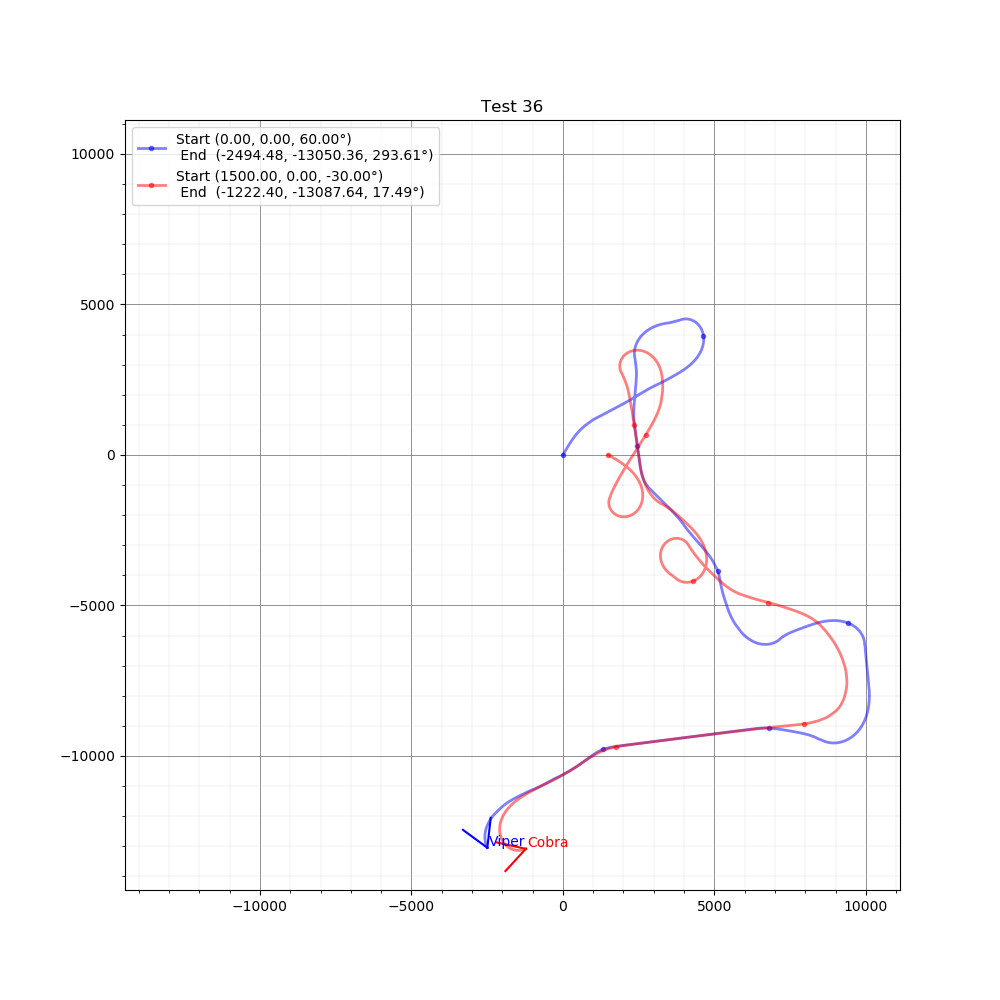 Test 36
Start (0.00, 0.00, 60.00°)
End  (-2494.48, -13050.36, 293.61°)
Start (1500.00, 0.00, -30.00°)
End  (-1222.40, -13087.64, 17.49°)
10000
5000
0
−5000
−10000
Viper
Cobra
−10000
−5000
0
5000
10000